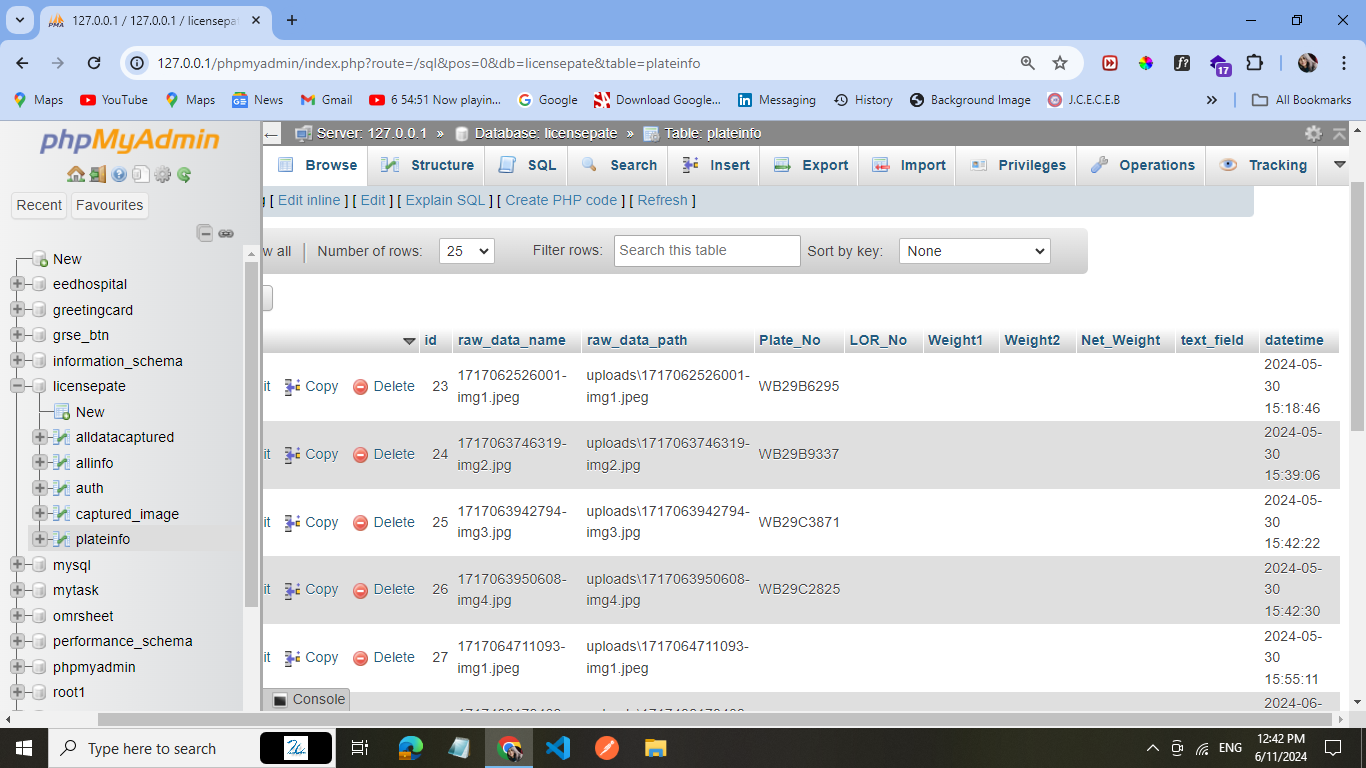 127.0.0.1 / 127.0.0.1 / licensepat
127.0.0.1/phpmyadmin/index.php?route=/sql&pos=0&db=licensepate&table=plateinfo
17
Maps YouTube Maps News Gmail 6 54:51 Now playin... Google Download Google... Messaging History Background Image J.C.E.C.E.B » All Bookmarks
phpMyAdmin
Server: 127.0.0.1 » Database: licensepate » Table: plateinfo
Browse Structure SQL Search Insert Export Import Privileges Operations Tracking
Recent Favourites
[ Edit inline ] [ Edit ] [ Explain SQL ] [ Create PHP code ] [ Refresh ]
w all | Number of rows: 25 Filter rows: Search this table Sort by key: None
New
eedhospital
greetingcard
grse_btn
information_schema
licensepate
New
alldatacaptured
allinfo
auth
captured_image
plateinfo
mysql
mytask
omrsheet
performance_schema
phpmyadmin
root1
id raw_data_name raw_data_path Plate_No LOR_No Weight1 Weight2 Net_Weight text_field datetime
it Copy Delete 23 1717062526001-img1.jpeg uploads\1717062526001-img1.jpeg WB29B6295 2024-05-30 15:18:46
it Copy Delete 24 1717063746319-img2.jpg uploads\1717063746319-img2.jpg WB29B9337 2024-05-30 15:39:06
it Copy Delete 25 1717063942794-img3.jpg uploads\1717063942794-img3.jpg WB29C3871 2024-05-30 15:42:22
it Copy Delete 26 1717063950608-img4.jpg uploads\1717063950608-img4.jpg WB29C2825 2024-05-30 15:42:30
it Copy Delete 27 1717064711093-img1.jpeg uploads\1717064711093-img1.jpeg 2024-05-30 15:55:11
2024-06-
Console
Type here to search
ENG
12:42 PM
6/11/2024